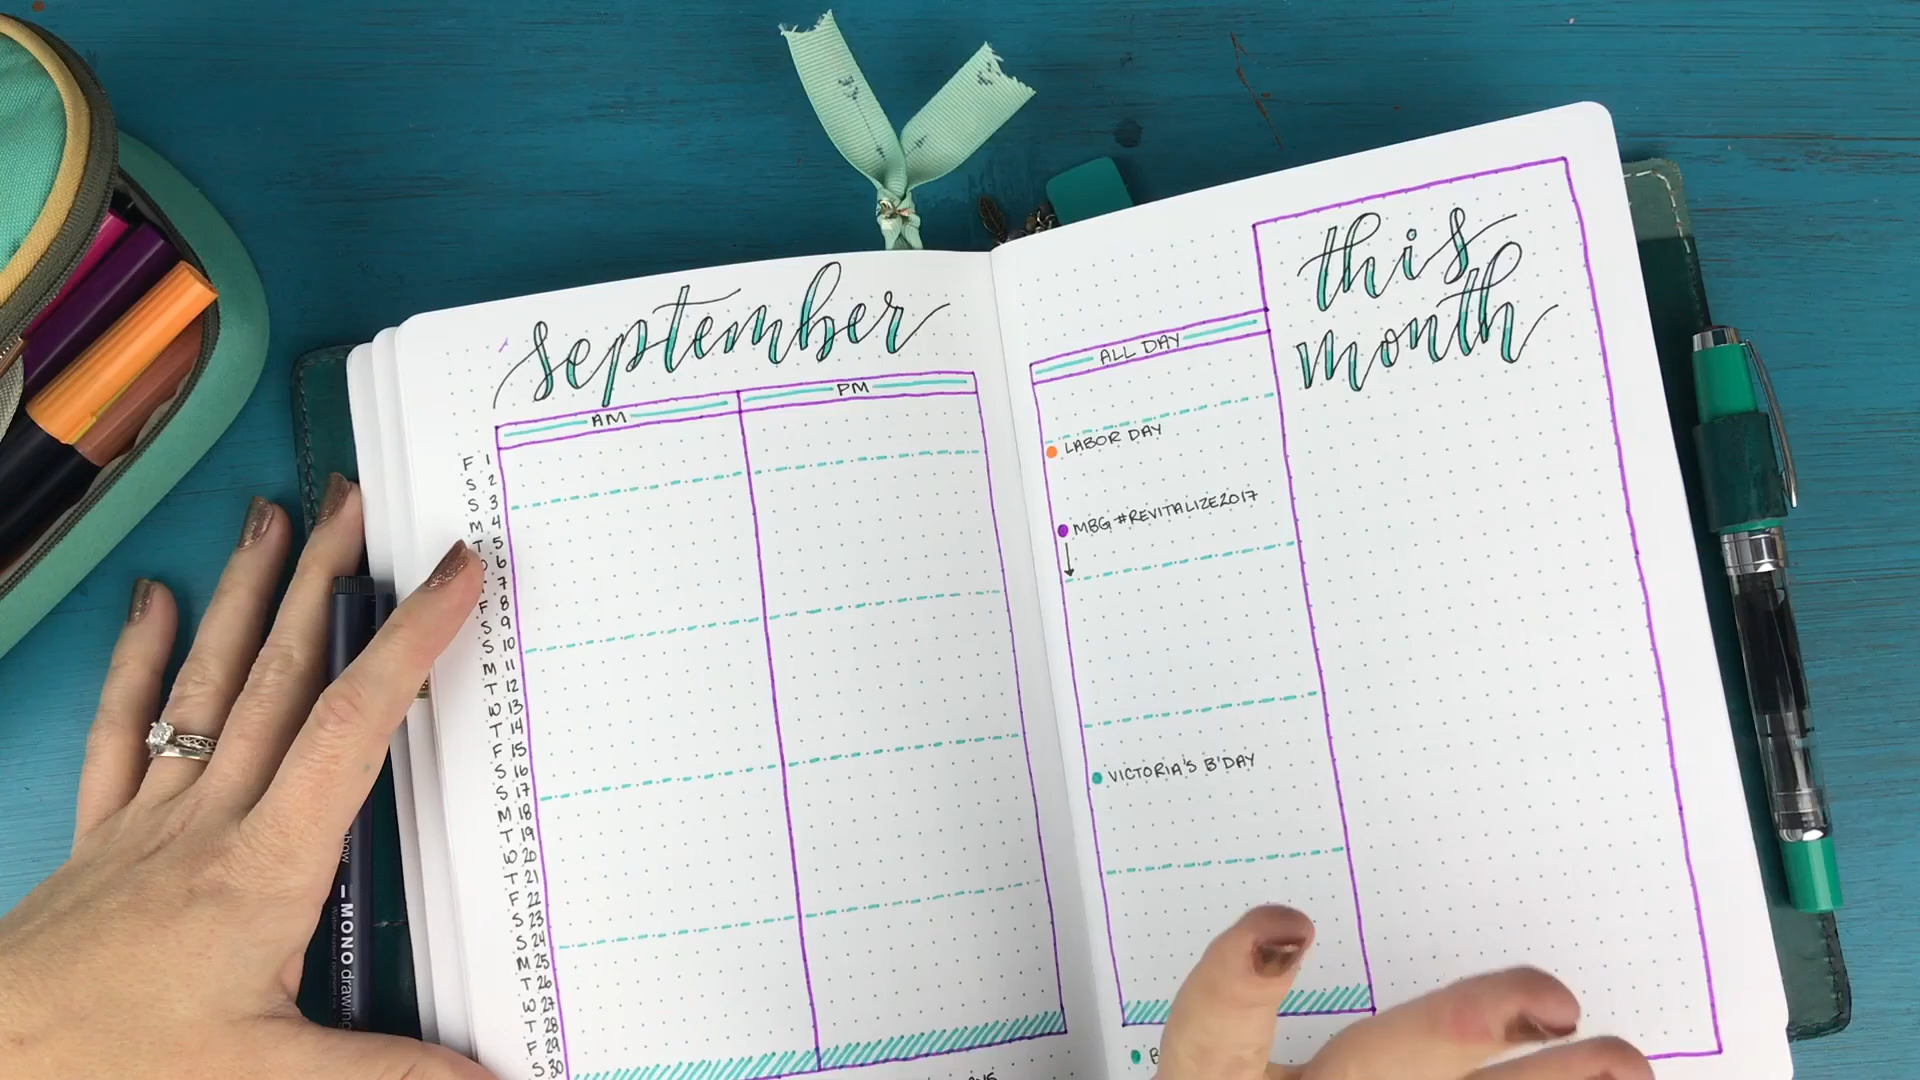 september
AM PM
F 1
S 2
S 3
M 4
T 5
6
7
F 8
S 9
S 10
M 11
T 12
W 13
T 14
F 15
S 16
S 17
M 18
T 19
W 20
T 21
F 22
S 23
S 24
M 25
T 26
W 27
T 28
F 29
S 30
this
month
ALL DAY
LABOR DAY
MBG #REVITALIZE2017
VICTORIA'S B'DAY
B
MONO drawing